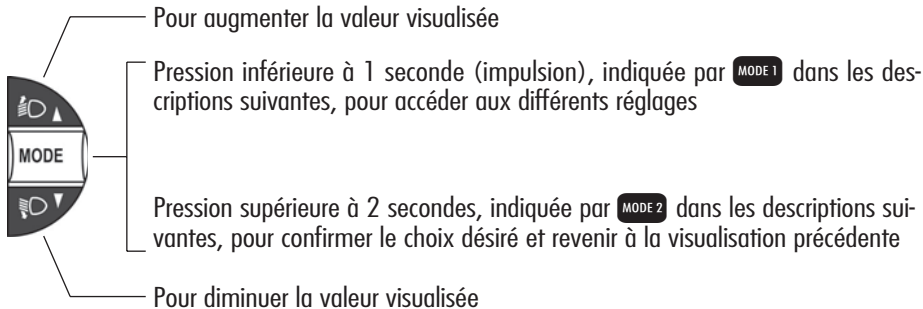 Pour augmenter la valeur visualisée
Pression inférieure à 1 seconde (impulsion), indiquée par MODE 1 dans les des-
criptions suivantes, pour accéder aux différents réglages
MODE
Pression supérieure à 2 secondes, indiquée par MODE 2 dans les descriptions sui-
vantes, pour confirmer le choix désiré et revenir à la visualisation précédente
Pour diminuer la valeur visualisée